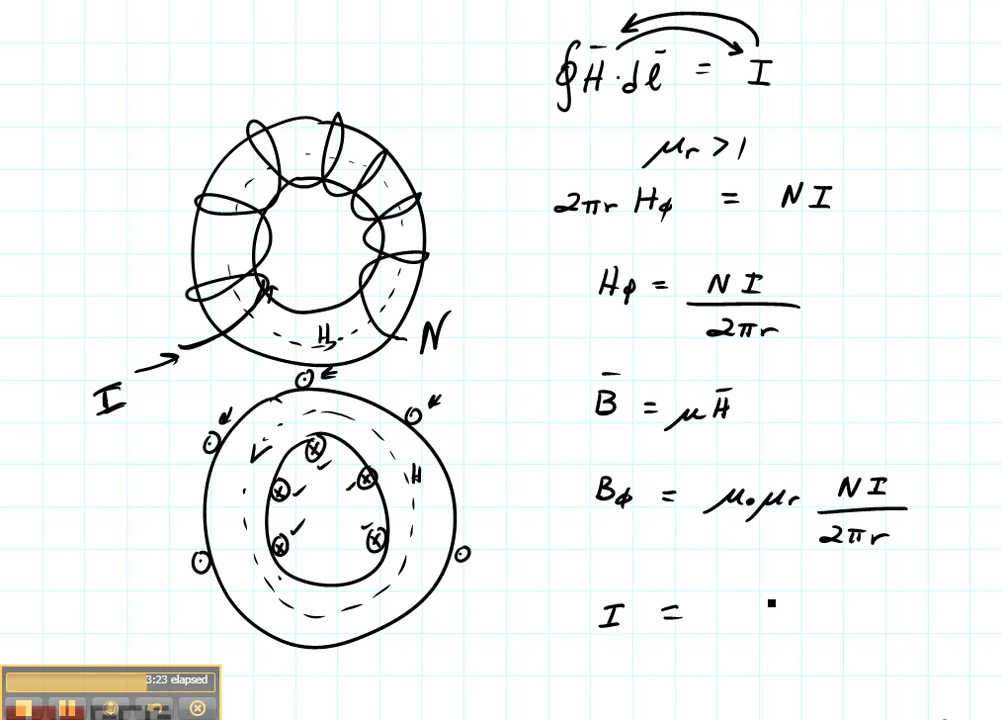 ∮H̄·dl̄ = I
μr > 1
2πr Hφ = NI
Hφ = NI / 2πr
B̄ = μH̄
Bφ = μ₀μr NI / 2πr
I =
H
N
I
H
3:23 elapsed